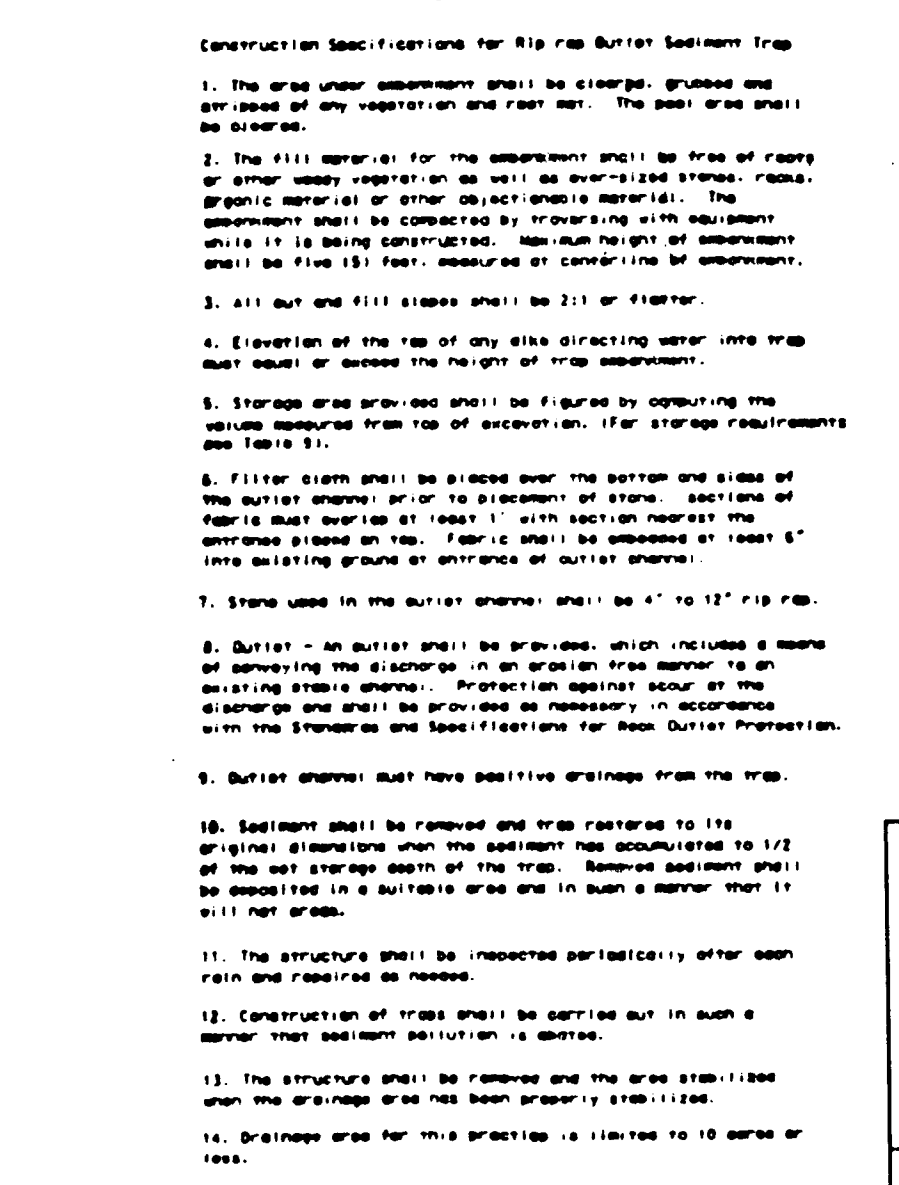 Construction Specifications for Rip rap Outlet Sediment Trap
1. The area under embankment shall be cleared, grubbed and
stripped of any vegetation and root mat. The pool area shall
be cleared.
2. The fill material for the embankment shall be free of roots
or other woody vegetation as well as over-sized stones, rocks,
organic material or other objectionable material. The
embankment shall be compacted by traversing with equipment
while it is being constructed. Maximum height of embankment
shall be five (5) feet, measured at centerline of embankment.
3. All cut and fill slopes shall be 2:1 or flatter.
4. Elevation of the top of any dike directing water into trap
must equal or exceed the height of trap embankment.
5. Storage area provided shall be figured by computing the
volume measured from top of excavation. (For storage requirements
see Table 9).
6. Filter cloth shall be placed over the bottom and sides of
the outlet channel prior to placement of stone. Sections of
fabric must overlap at least 1' with section nearest the
entrance placed on top. Fabric shall be embedded at least 6"
into existing ground at entrance of outlet channel.
7. Stone used in the outlet channel shall be 4" to 12" rip rap.
8. Outlet - An outlet shall be provided, which includes a means
of conveying the discharge in an erosion free manner to an
existing stable channel. Protection against scour at the
discharge end shall be provided as necessary in accordance
with the Standards and Specifications for Rock Outlet Protection.
9. Outlet channel must have positive drainage from the trap.
10. Sediment shall be removed and trap restored to its
original dimensions when the sediment has accumulated to 1/2
of the wet storage depth of the trap. Removed sediment shall
be deposited in a suitable area and in such a manner that it
will not erode.
11. The structure shall be inspected periodically after each
rain and repaired as needed.
12. Construction of traps shall be carried out in such a
manner that sediment pollution is abated.
13. The structure shall be removed and the area stabilized
when the drainage area has been properly stabilized.
14. Drainage area for this practice is limited to 10 acres or
less.